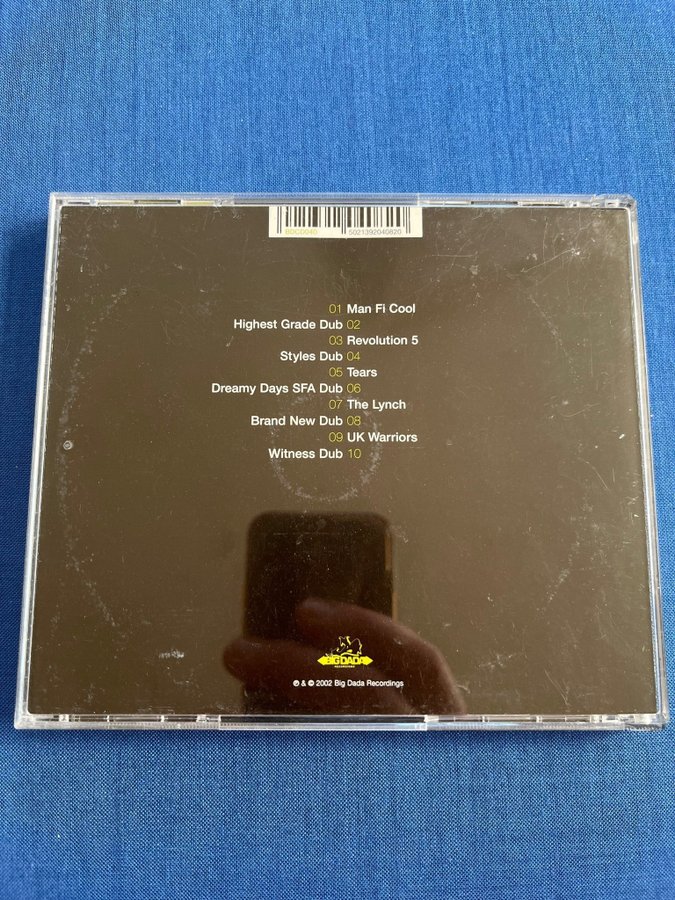 BDCD040
5021392040820
01 Man Fi Cool
Highest Grade Dub 02
03 Revolution 5
Styles Dub 04
05 Tears
Dreamy Days SFA Dub 06
07 The Lynch
Brand New Dub 08
09 UK Warriors
Witness Dub 10
BIG DADA
RECORDINGS
℗ & © 2002 Big Dada Recordings